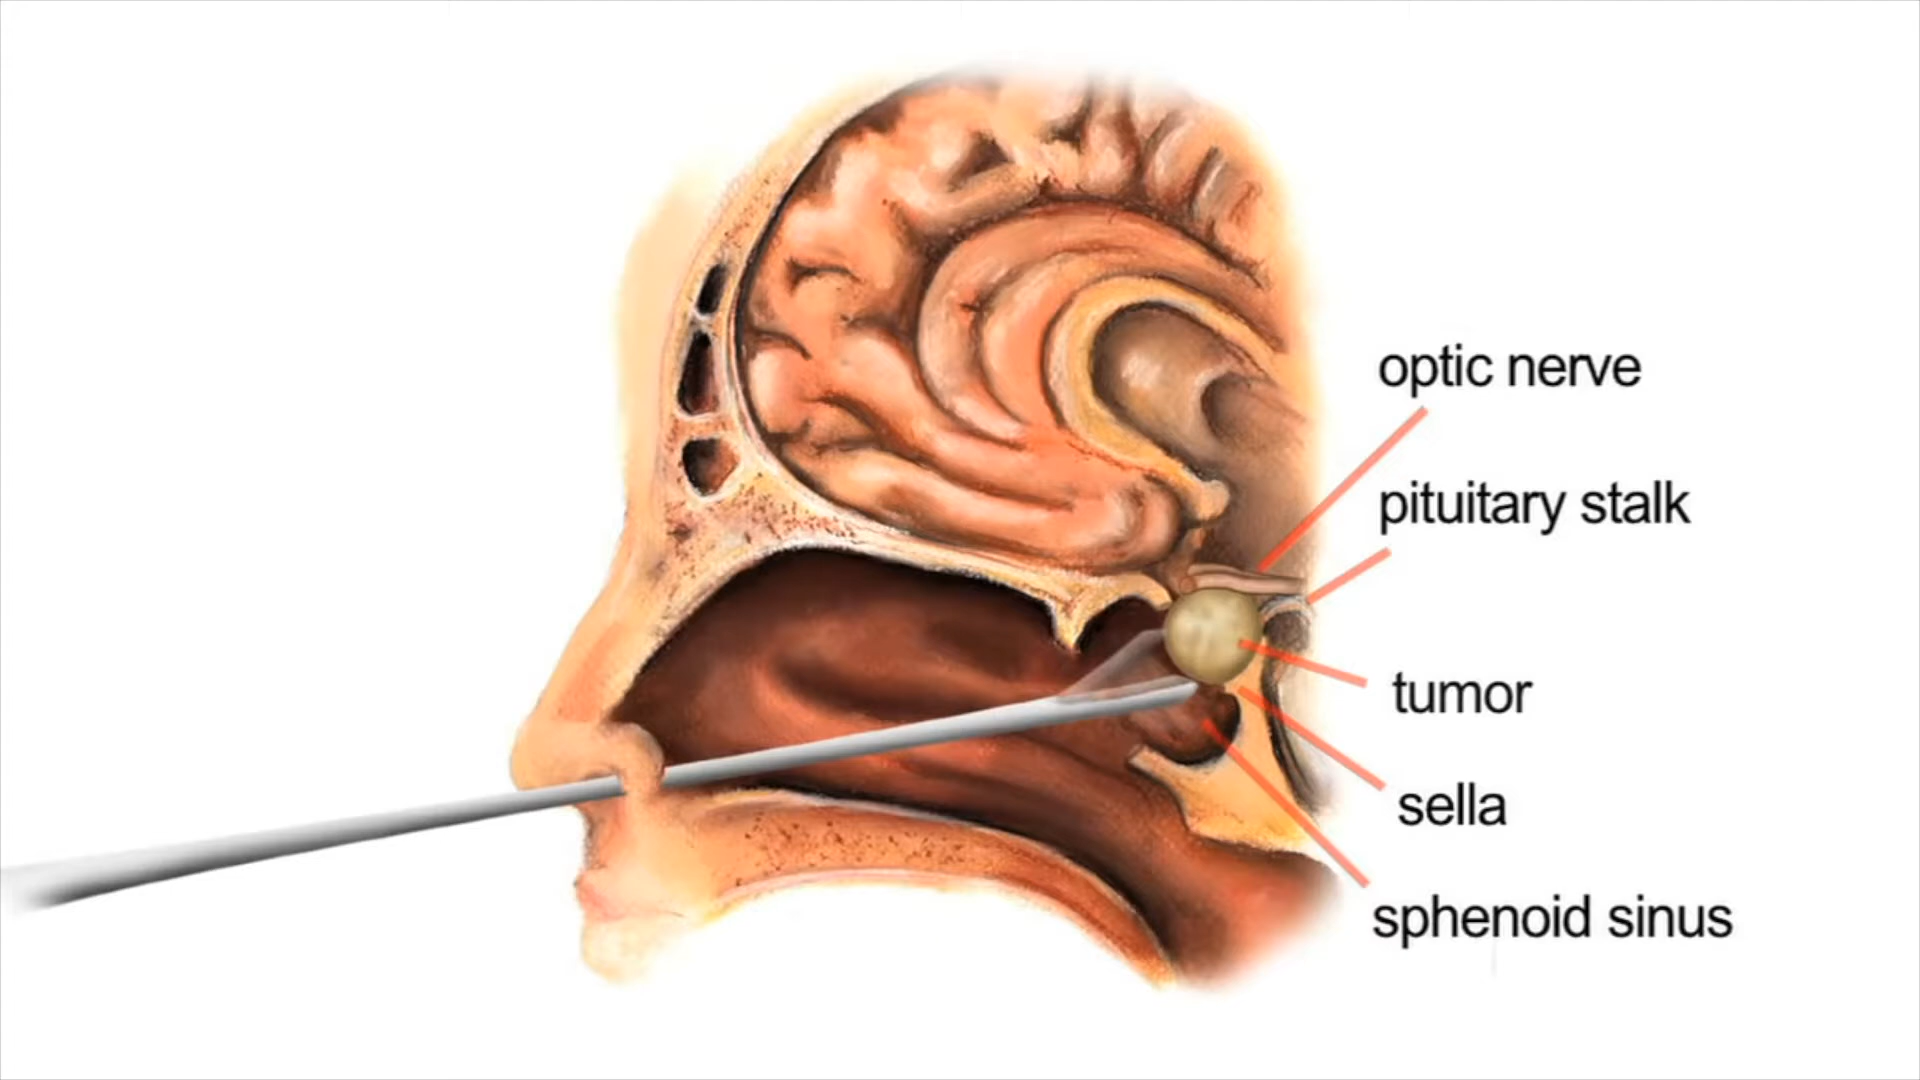 optic nerve
pituitary stalk
tumor
sella
sphenoid sinus